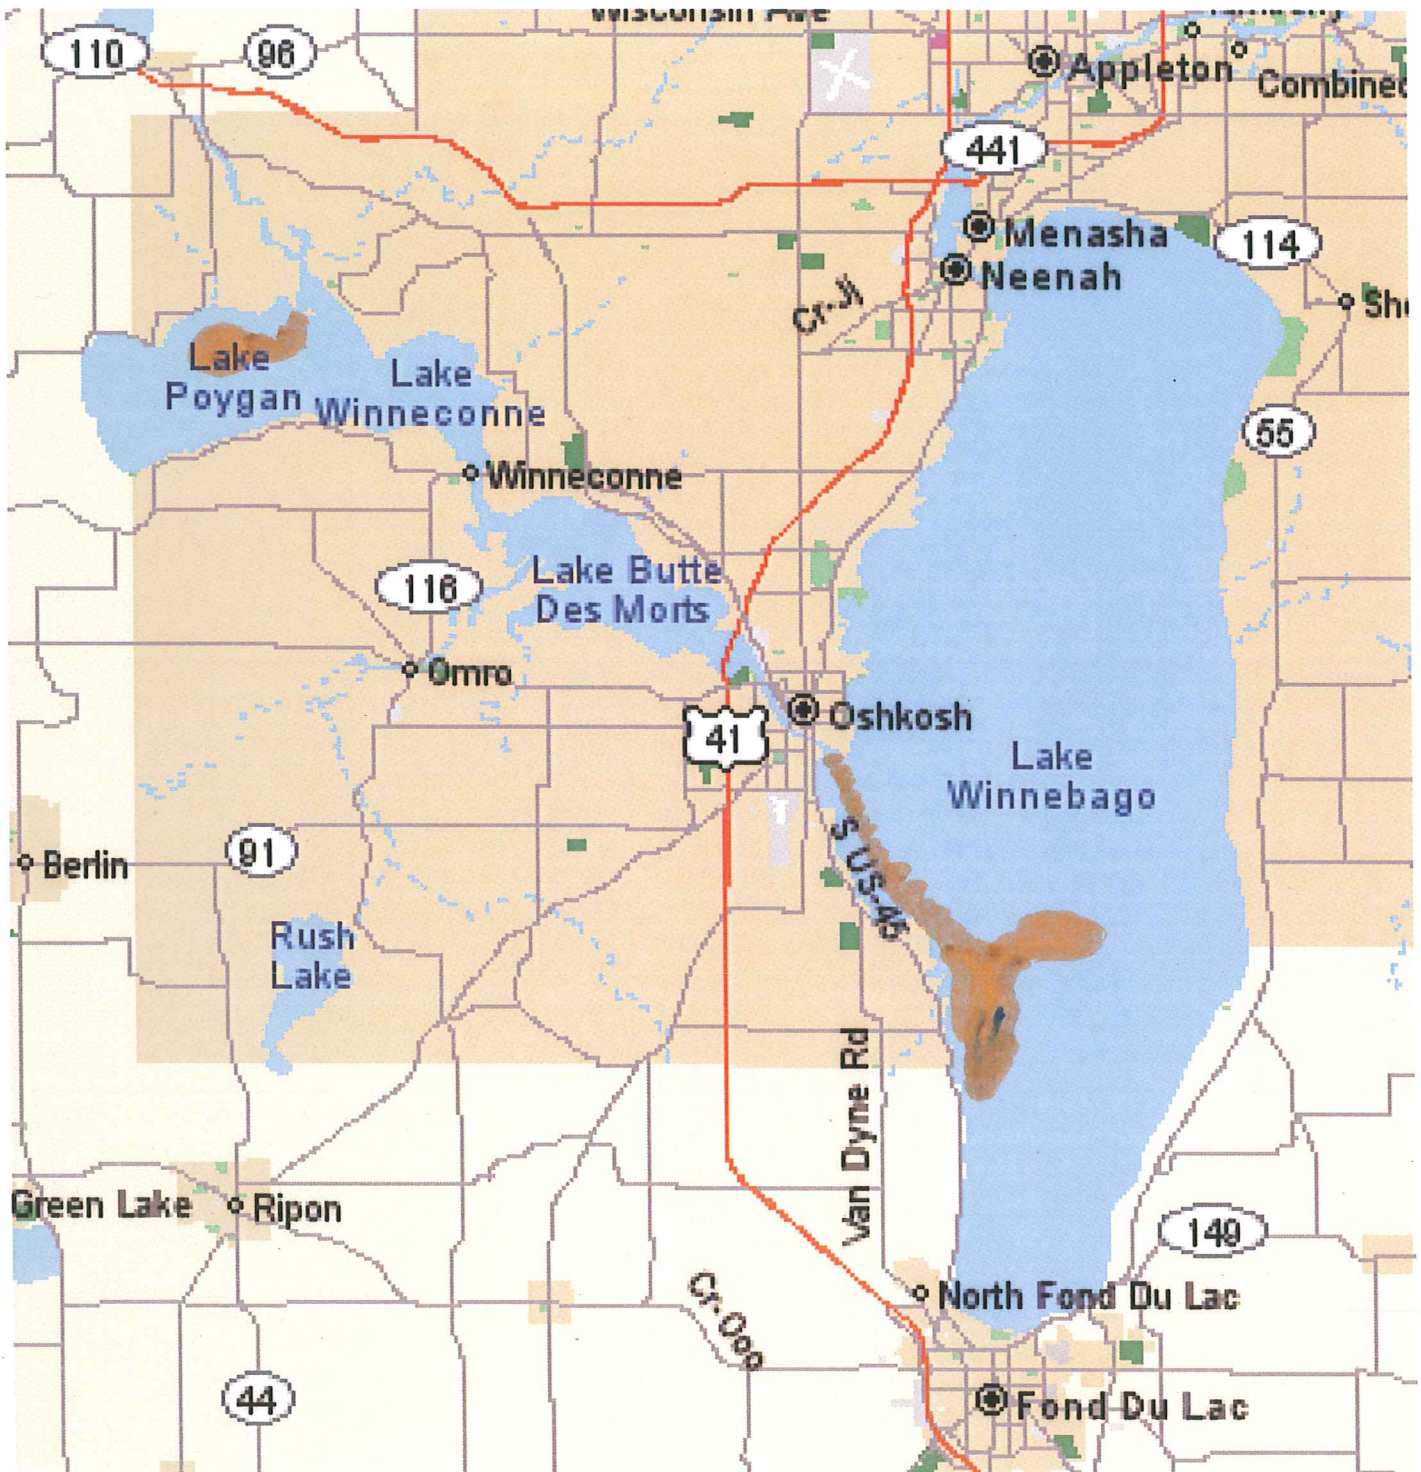 Wisconsin Ave
110
96
Appleton
Combined
441
Menasha
114
Neenah
Cr-Jj
Lake
Poygan
Lake
Winneconne
55
Winneconne
116
Lake Butte
Des Morts
Omro
Oshkosh
41
Lake
Winnebago
S US-45
91
Berlin
Rush
Lake
Van Dyne Rd
Green Lake
Ripon
149
North Fond Du Lac
Cr-Ooo
44
Fond Du Lac